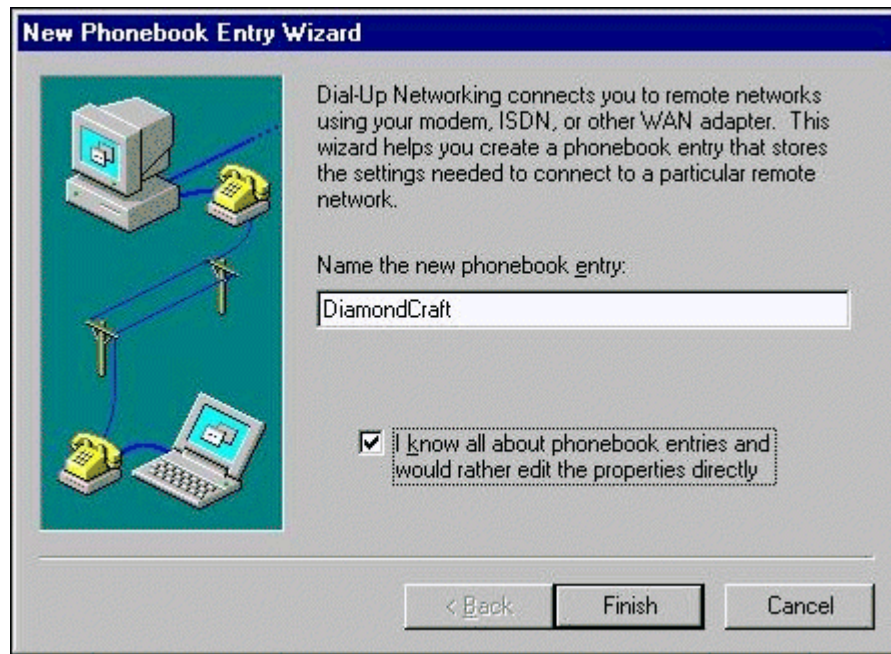 New Phonebook Entry Wizard
Dial-Up Networking connects you to remote networks
using your modem, ISDN, or other WAN adapter.  This
wizard helps you create a phonebook entry that stores
the settings needed to connect to a particular remote
network.
Name the new phonebook entry:
DiamondCraft
I know all about phonebook entries and
would rather edit the properties directly
< Back
Finish
Cancel